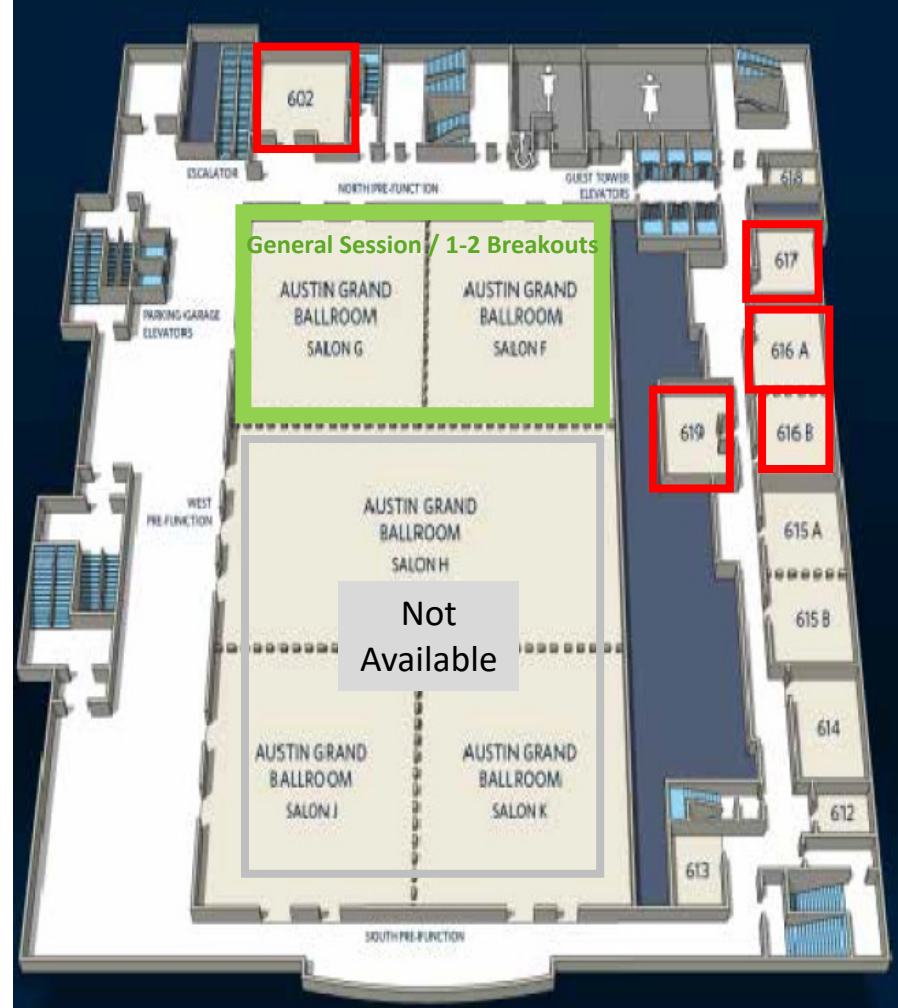 602
ESCALATOR
NORTH PRE-FUNCTION
GUEST TOWER
ELEVATORS
618
General Session / 1-2 Breakouts
617
AUSTIN GRAND
BALLROOM
SALON G
AUSTIN GRAND
BALLROOM
SALON F
PARKING GARAGE
ELEVATORS
616 A
619
616 B
WEST
PRE-FUNCTION
AUSTIN GRAND
BALLROOM
SALON H
615 A
Not
Available
615 B
614
AUSTIN GRAND
BALLROOM
SALON J
AUSTIN GRAND
BALLROOM
SALON K
612
613
SOUTH PRE-FUNCTION